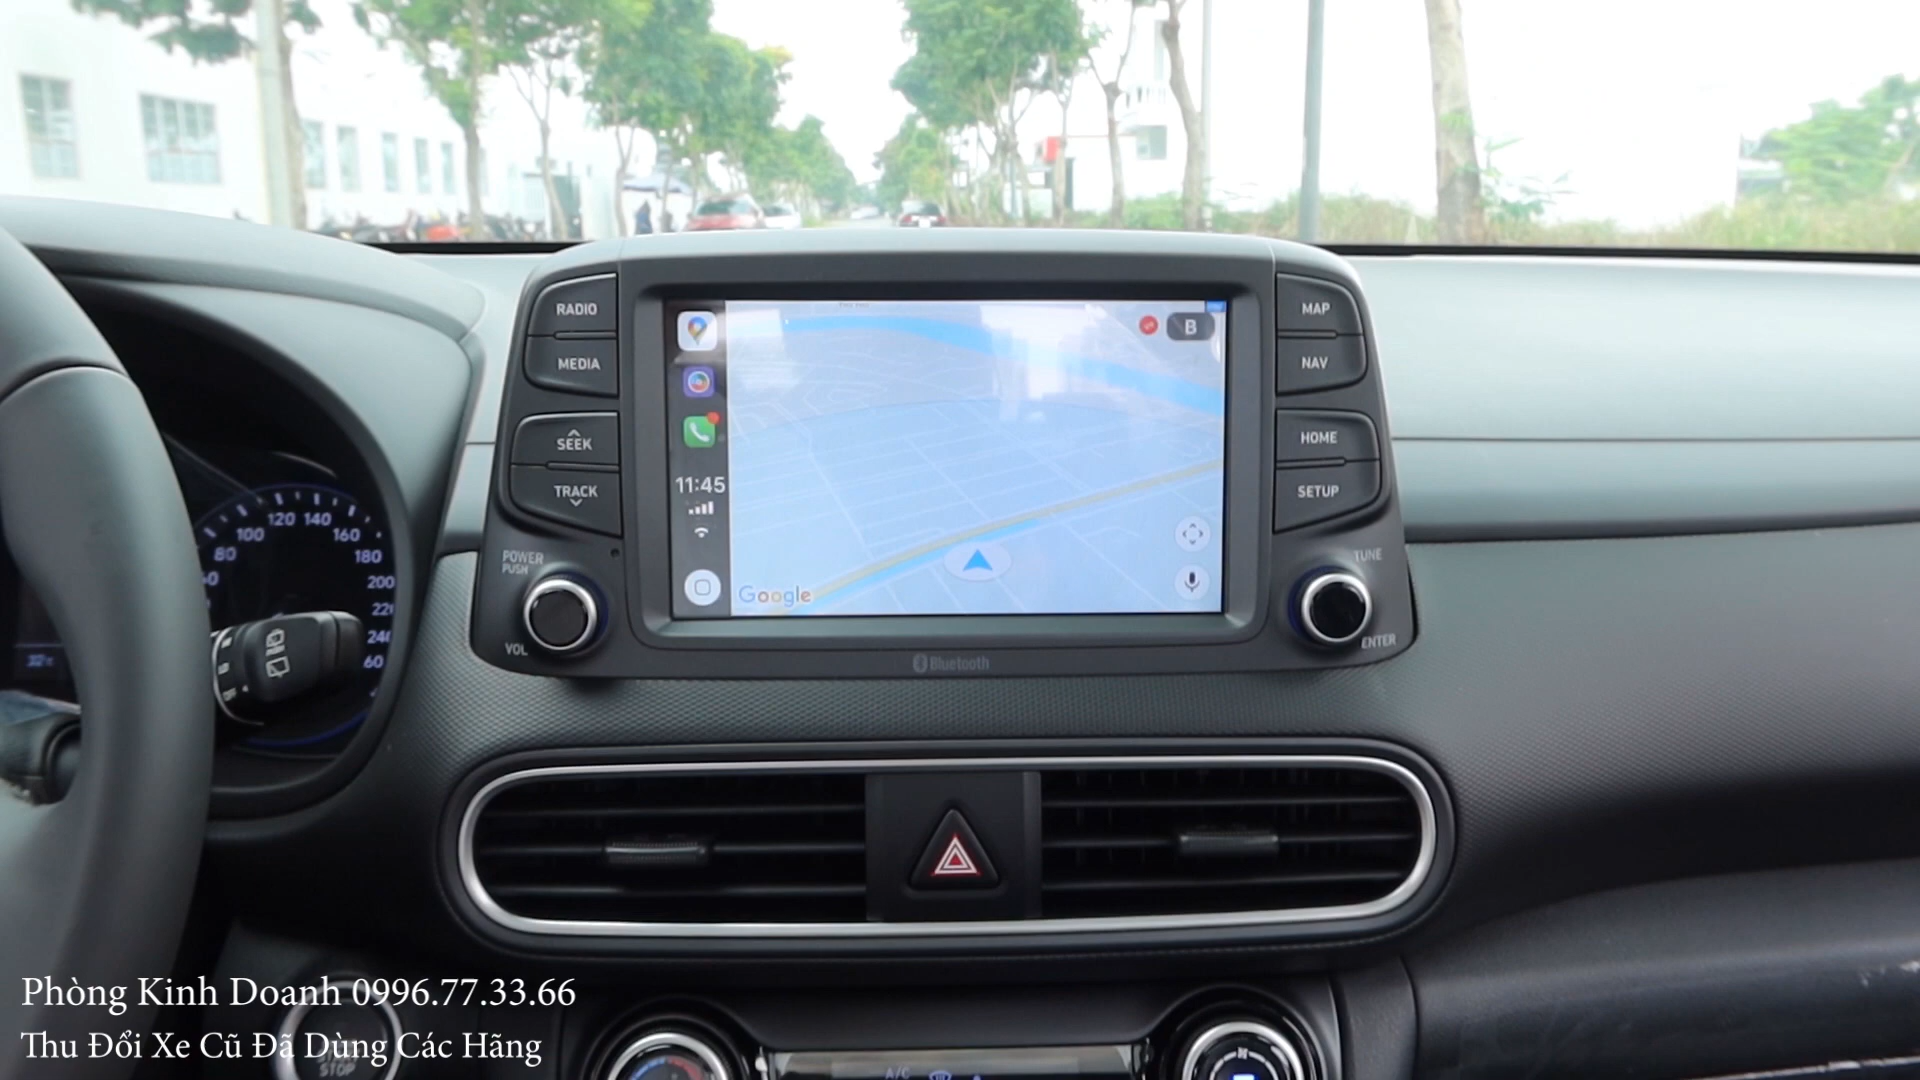 RADIO
MEDIA
SEEK
TRACK
POWER
PUSH
VOL
11:45
Google
B
MAP
NAV
HOME
SETUP
TUNE
ENTER
Bluetooth
80
100
120
140
160
180
200
OFF
A/C
STOP
Phòng Kinh Doanh 0996.77.33.66
Thu Đổi Xe Cũ Đã Dùng Các Hãng